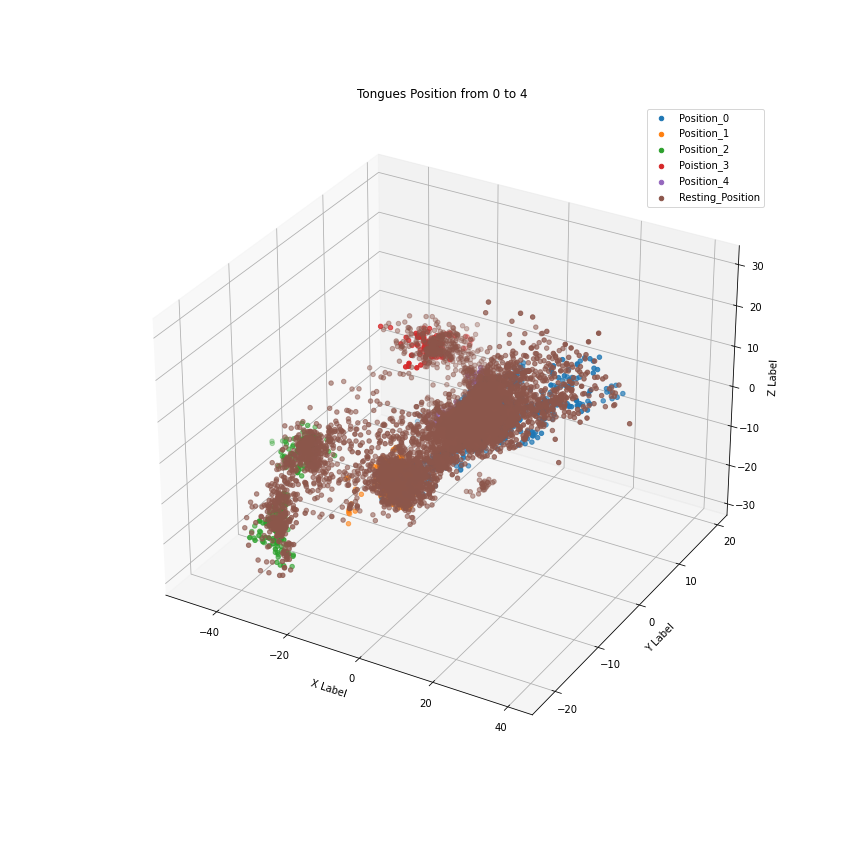 Tongues Position from 0 to 4
Position_0
Position_1
Position_2
Poistion_3
Position_4
Resting_Position
30
20
10
0
−10
−20
−30
Z Label
20
10
0
−10
−20
Y Label
−40
−20
0
20
40
X Label